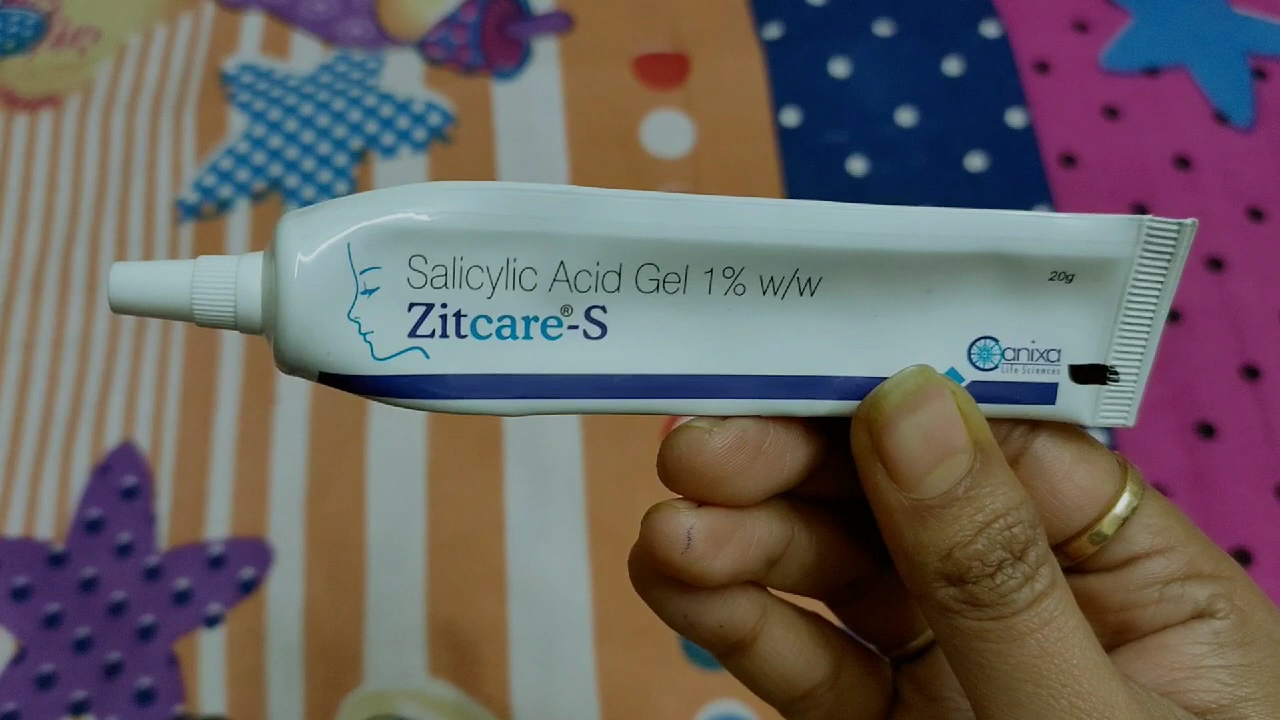 Salicylic Acid Gel 1% w/w
20g
Zitcare®-S
Canixa
Life Sciences